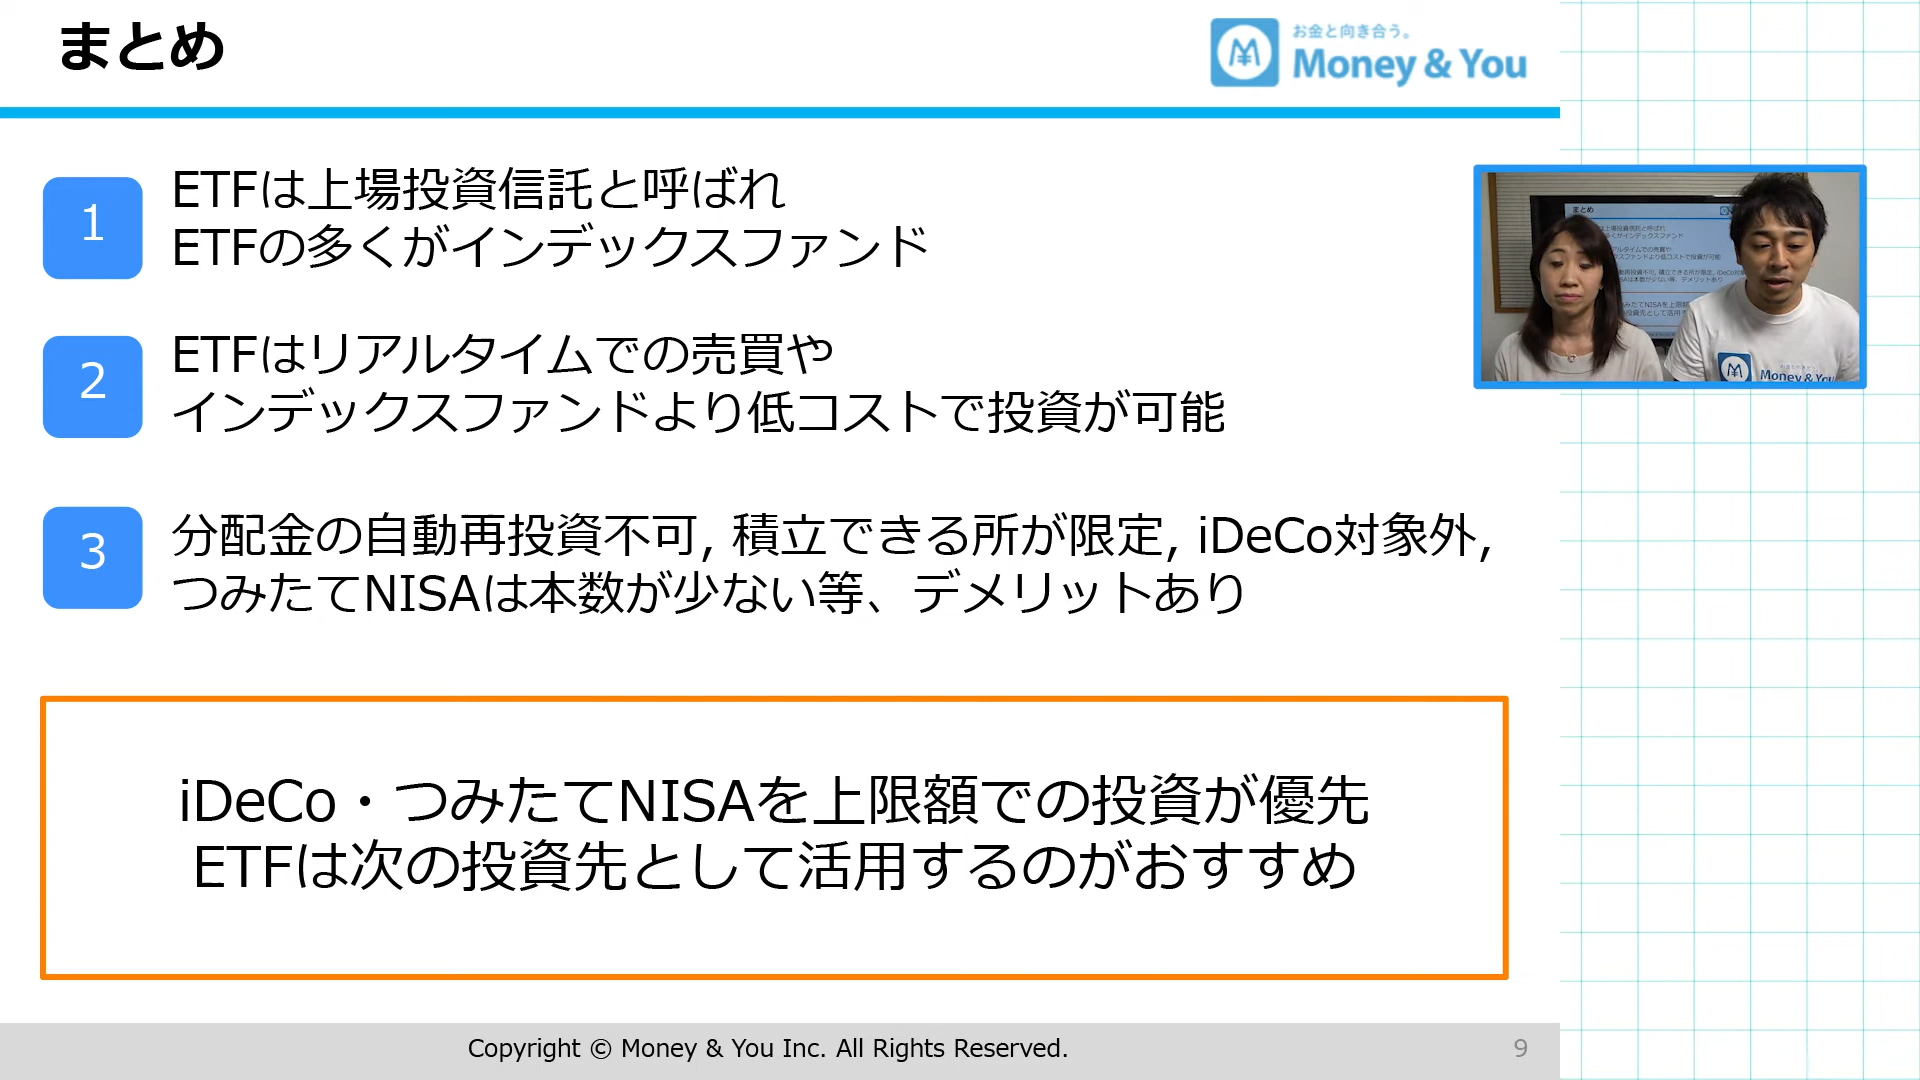 まとめ
お金と向き合う。
Money & You
1
ETFは上場投資信託と呼ばれ
ETFの多くがインデックスファンド
2
ETFはリアルタイムでの売買や
インデックスファンドより低コストで投資が可能
3
分配金の自動再投資不可, 積立できる所が限定, iDeCo対象外,
つみたてNISAは本数が少ない等、デメリットあり
iDeCo・つみたてNISAを上限額での投資が優先
ETFは次の投資先として活用するのがおすすめ
まとめ
Money & You
Copyright © Money & You Inc. All Rights Reserved.
9